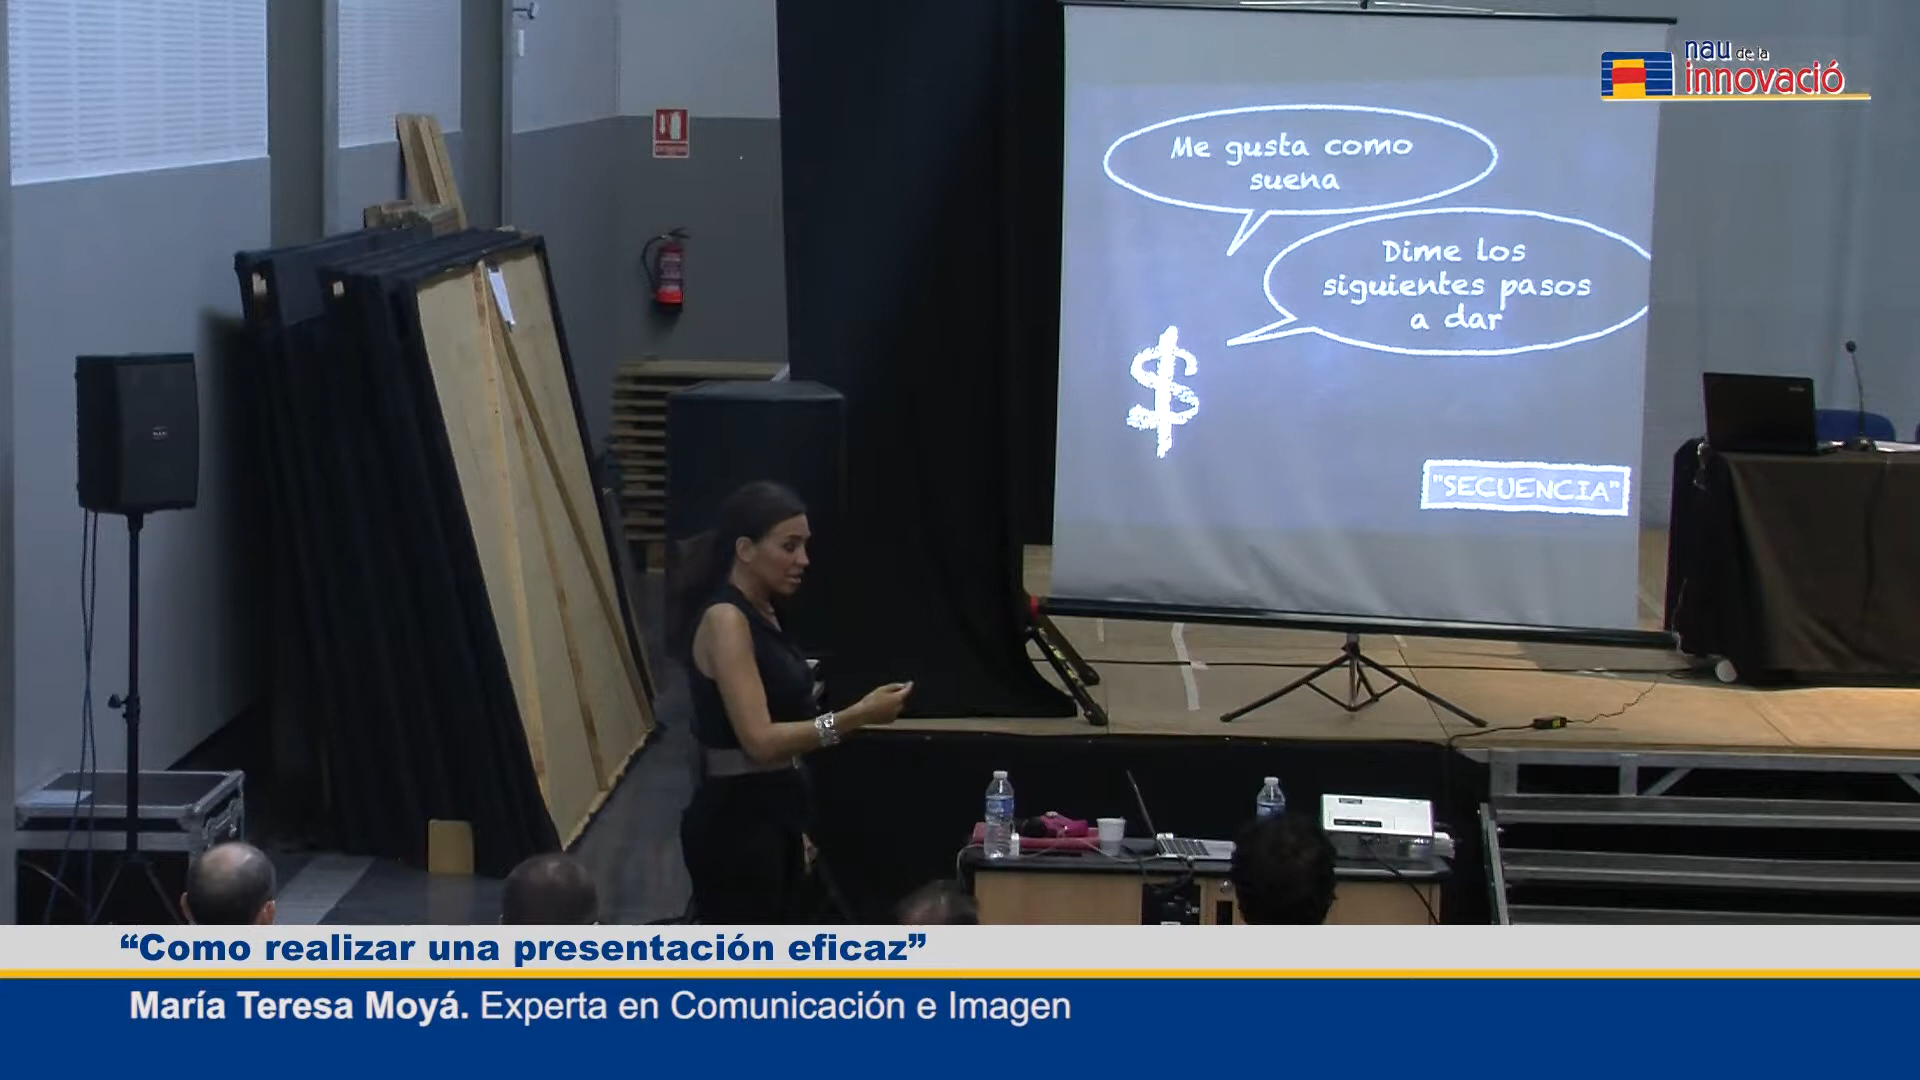 nau de la
innovació
Me gusta como
suena
Dime los
siguientes pasos
a dar
$
"SECUENCIA"
“Como realizar una presentación eficaz”
María Teresa Moyá. Experta en Comunicación e Imagen